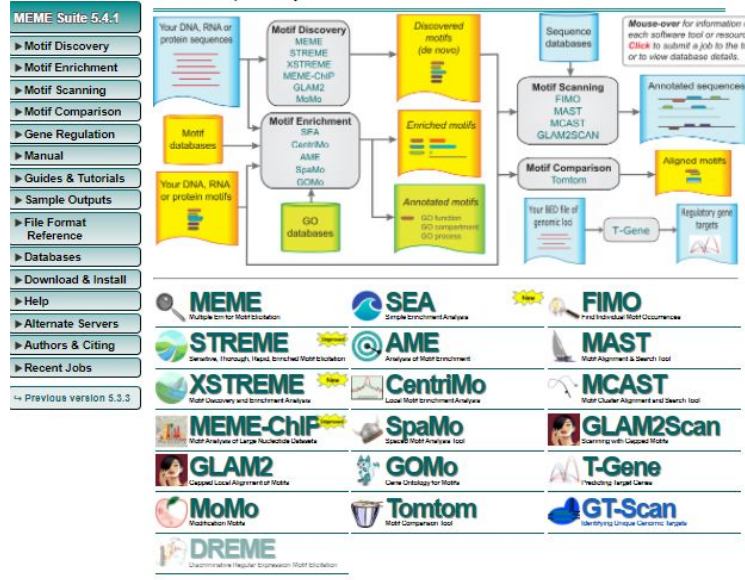 MEME Suite 5.4.1
▶ Motif Discovery
▶ Motif Enrichment
▶ Motif Scanning
▶ Motif Comparison
▶ Gene Regulation
▶ Manual
▶ Guides & Tutorials
▶ Sample Outputs
▶ File Format
Reference
▶ Databases
▶ Download & Install
▶ Help
▶ Alternate Servers
▶ Authors & Citing
▶ Recent Jobs
↪ Previous version 5.3.3
Your DNA, RNA or
protein sequences
Motif Discovery
MEME
STREME
XSTREME
MEME-ChIP
GLAM2
MoMo
Discovered
motifs
(de novo)
Sequence
databases
Mouse-over for information o
each software tool or resourc
Click to submit a job to the t
or to view database details.
Motif
databases
Motif Enrichment
SEA
CentriMo
AME
SpaMo
GOMo
Enriched motifs
Motif Scanning
FIMO
MAST
MCAST
GLAM2SCAN
Annotated sequences
Your DNA, RNA
or protein motifs
GO
databases
Annotated motifs
GO function
GO compartment
GO process
Motif Comparison
Tomtom
Aligned motifs
Your BED file of
genomic loci
T-Gene
Regulatory gene
targets
MEME
Multiple Em for Motif Elicitation
SEA
Simple Enrichment Analysis
New
FIMO
Find Individual Motif Occurrences
STREME
Sensitive, Thorough, Rapid, Enriched Motif Elicitation
Improved
AME
Analysis of Motif Enrichment
MAST
Motif Alignment & Search Tool
XSTREME
Motif Discovery and Enrichment Analysis
New
CentriMo
Local Motif Enrichment Analysis
MCAST
Motif Cluster Alignment and Search Tool
MEME-ChIP
Motif Analysis of Large Nucleotide Datasets
Improved
SpaMo
Spaced Motif Analysis Tool
GLAM2Scan
Scanning with Gapped Motifs
GLAM2
Gapped Local Alignment of Motifs
GOMo
Gene Ontology for Motifs
T-Gene
Predicting Target Genes
MoMo
Modification Motifs
Tomtom
Motif Comparison Tool
GT-Scan
Identifying Unique Genomic Targets
DREME
Discriminative Regular Expression Motif Elicitation